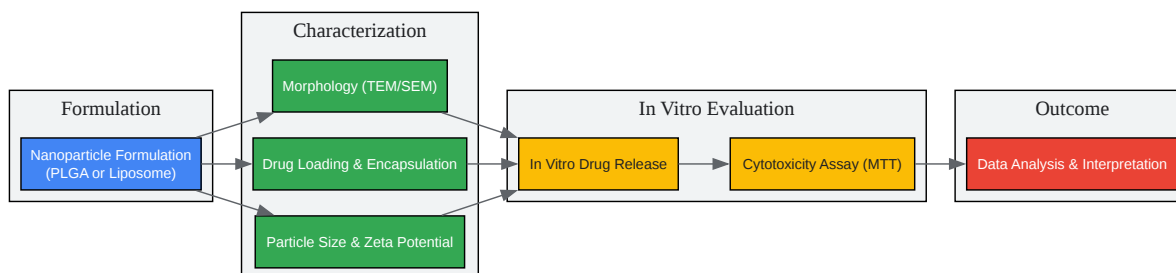 Formulation
Nanoparticle Formulation
(PLGA or Liposome)
Characterization
Morphology (TEM/SEM)
Drug Loading & Encapsulation
Particle Size & Zeta Potential
In Vitro Evaluation
In Vitro Drug Release
Cytotoxicity Assay (MTT)
Outcome
Data Analysis & Interpretation